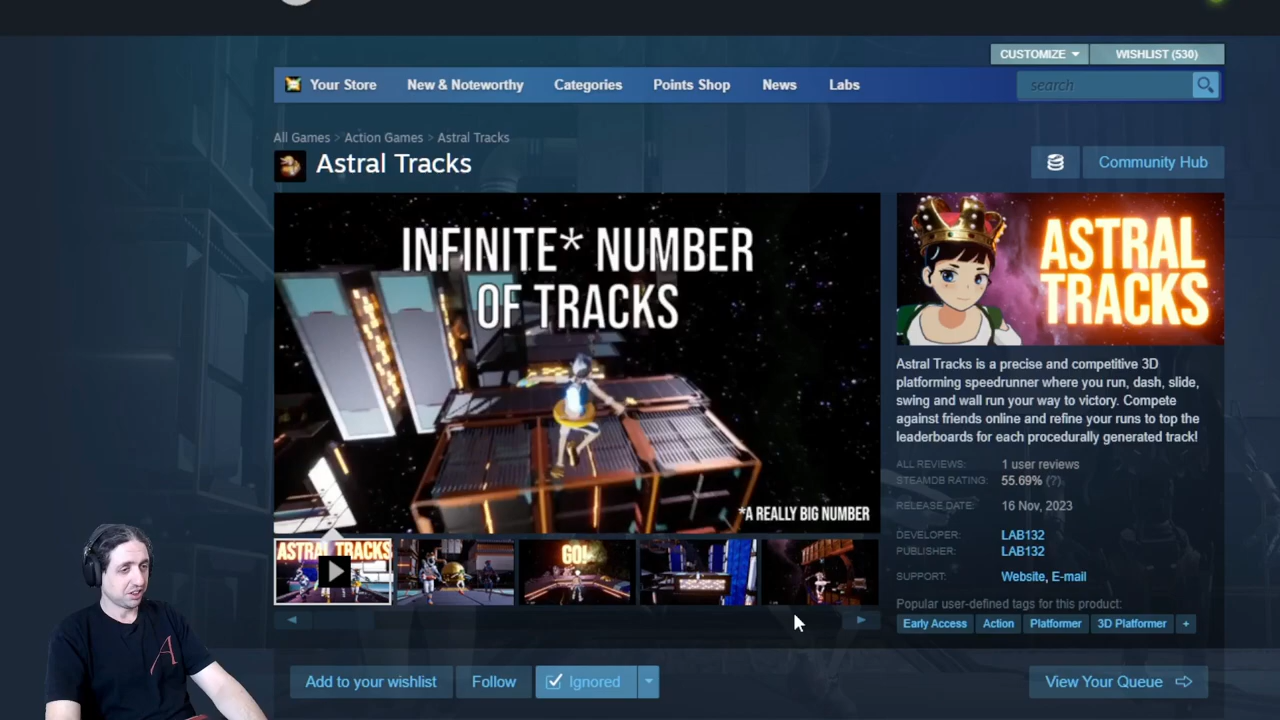 CUSTOMIZE
WISHLIST (530)
Your Store
New & Noteworthy
Categories
Points Shop
News
Labs
search
All Games > Action Games > Astral Tracks
Astral Tracks
Community Hub
INFINITE* NUMBER
OF TRACKS
*A REALLY BIG NUMBER
ASTRAL
TRACKS
Astral Tracks is a precise and competitive 3D
platforming speedrunner where you run, dash, slide,
swing and wall run your way to victory. Compete
against friends online and refine your runs to top the
leaderboards for each procedurally generated track!
ALL REVIEWS: 1 user reviews
STEAMDB RATING: 55.69% (?)
RELEASE DATE: 16 Nov, 2023
DEVELOPER: LAB132
PUBLISHER: LAB132
SUPPORT: Website, E-mail
Popular user-defined tags for this product:
Early Access
Action
Platformer
3D Platformer
+
ASTRAL TRACKS
GO!
Add to your wishlist
Follow
Ignored
View Your Queue
A